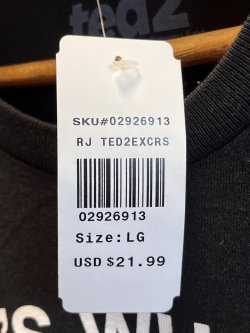 ted2
SKU#02926913
RJ TED2EXCRS
02926913
Size:LG
USD $21.99